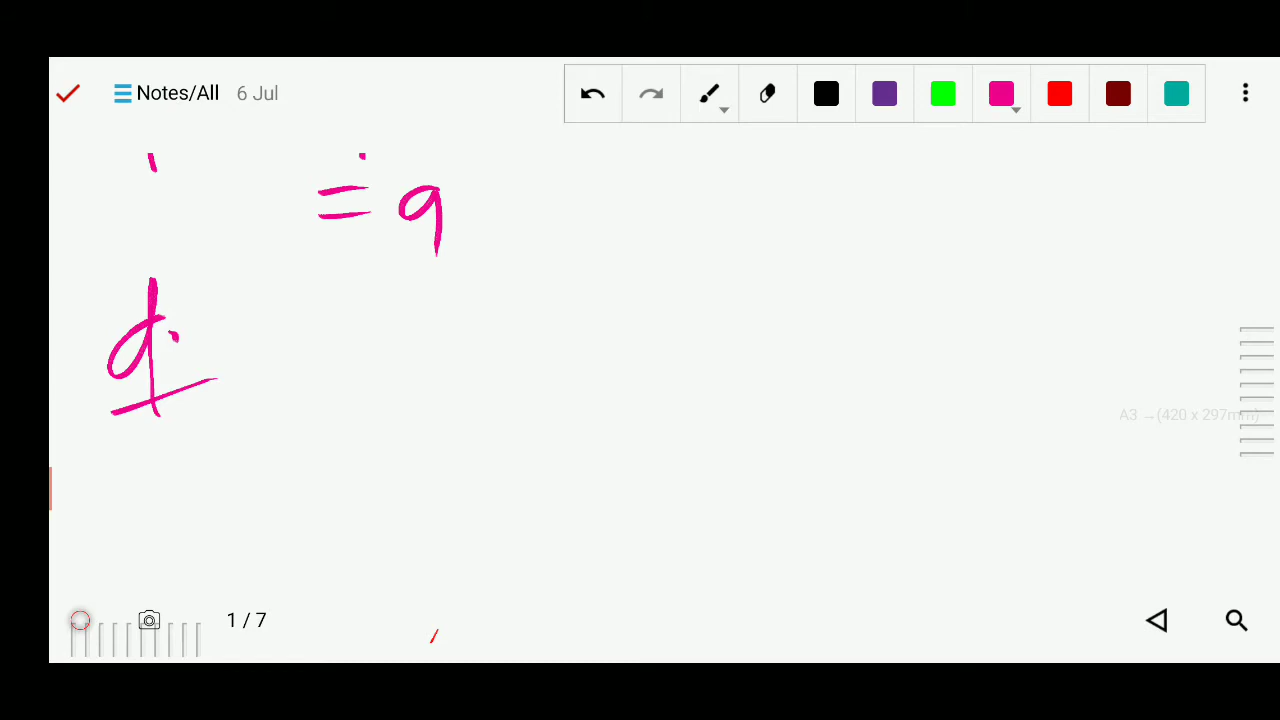 Notes/All 6 Jul
= 9
d.
A3 →(420 x 297mm)
1 / 7